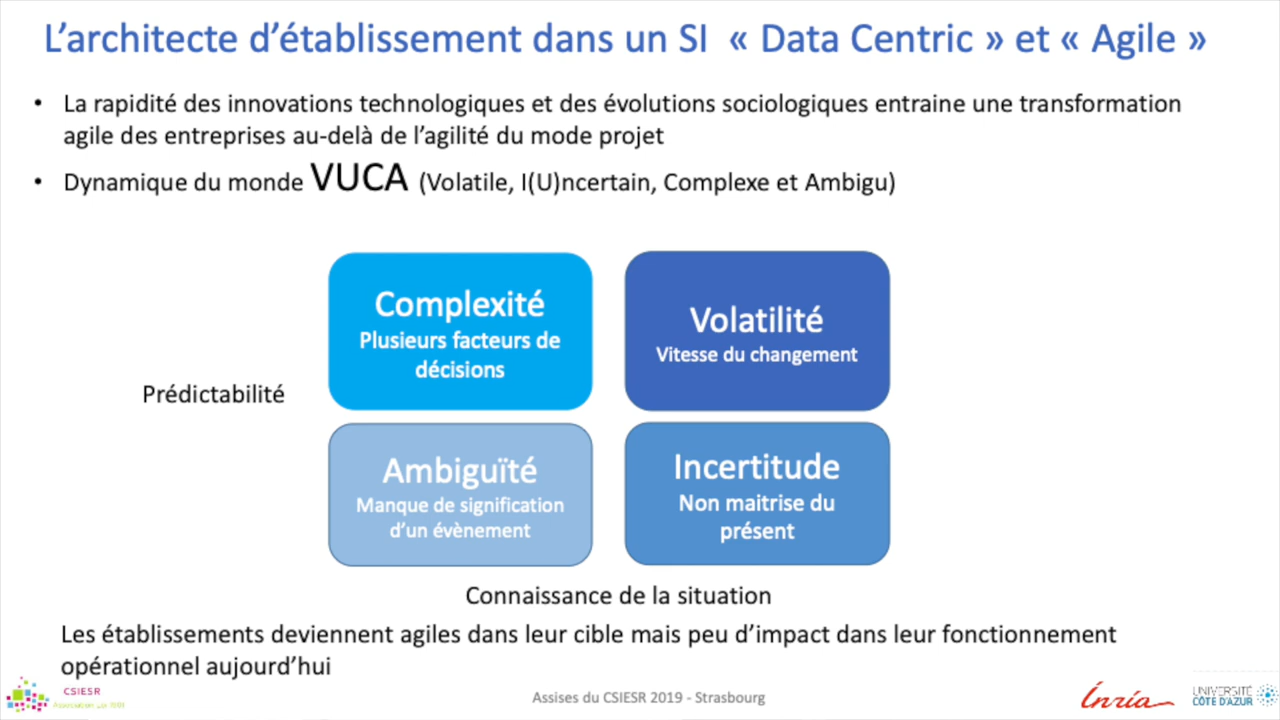 L’architecte d’établissement dans un SI « Data Centric » et « Agile »
• La rapidité des innovations technologiques et des évolutions sociologiques entraine une transformation
agile des entreprises au-delà de l’agilité du mode projet
• Dynamique du monde VUCA (Volatile, I(U)ncertain, Complexe et Ambigu)
Complexité
Plusieurs facteurs de
décisions
Volatilité
Vitesse du changement
Prédictabilité
Ambiguïté
Manque de signification
d’un évènement
Incertitude
Non maitrise du
présent
Connaissance de la situation
Les établissements deviennent agiles dans leur cible mais peu d’impact dans leur fonctionnement
opérationnel aujourd’hui
CSIESR
Assises du CSIESR 2019 - Strasbourg
Inria
UNIVERSITÉ
CÔTE D’AZUR